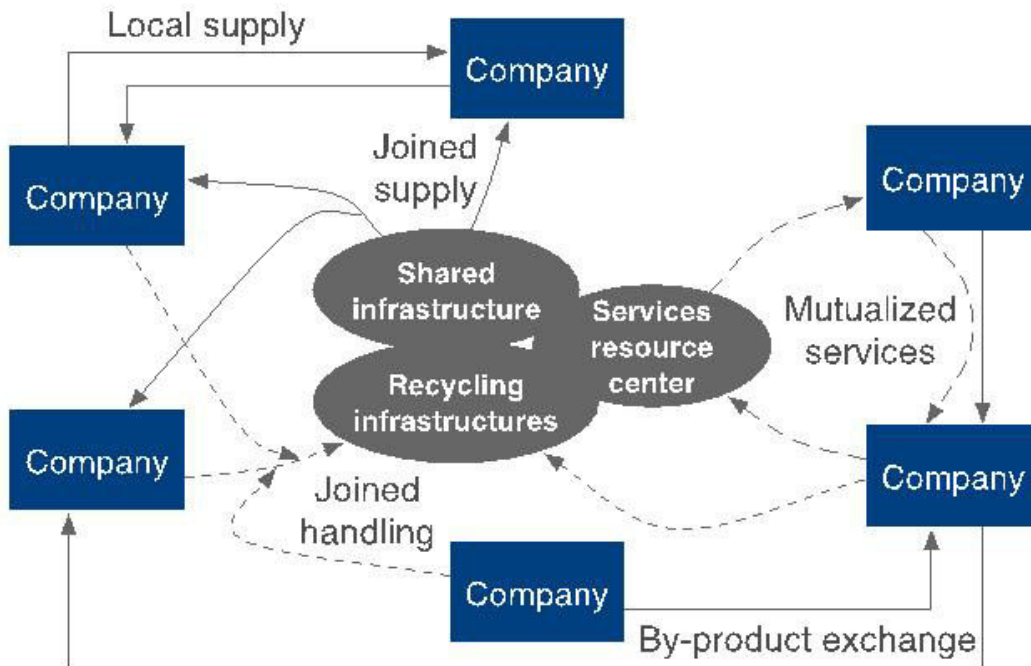 Local supply
Company
Company
Joined
supply
Company
Shared
infrastructure
Services
resource
center
Mutualized
services
Recycling
infrastructures
Company
Company
Joined
handling
Company
By-product exchange